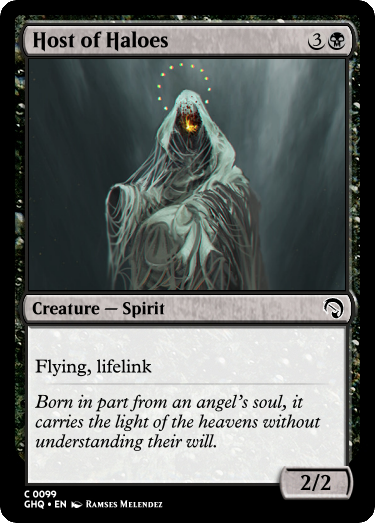 Host of Haloes 3
Creature — Spirit
Flying, lifelink
Born in part from an angel's soul, it
carries the light of the heavens without
understanding their will.
2/2
C 0099
GHQ • EN Ramses Melendez